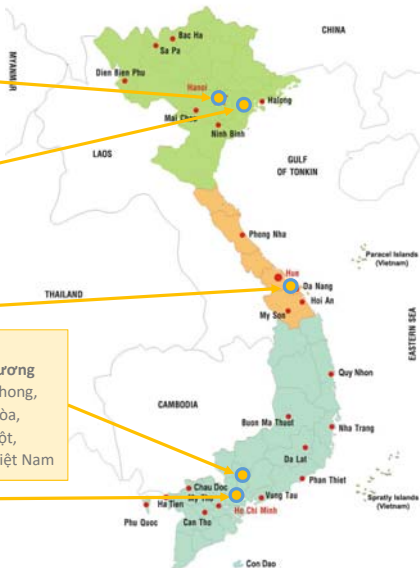 Bac Ha
CHINA
Sa Pa
MYANMAR
Dien Bien Phu
Hanoi
Halong
Mai Chau
Ninh Binh
LAOS
GULF
OF TONKIN
Phong Nha
Paracel Islands
(Vietnam)
THAILAND
Hue
Da Nang
Hoi An
My Son
EASTERN SEA
ương
hong,
òa,
ột,
iệt Nam
Quy Nhon
CAMBODIA
Buon Ma Thuot
Nha Trang
Da Lat
Phan Thiet
Chau Doc
My Tho
Vung Tau
Ha Tien
Ho Chi Minh
Phu Quoc
Can Tho
Spratly Islands
(Vietnam)
Con Dao